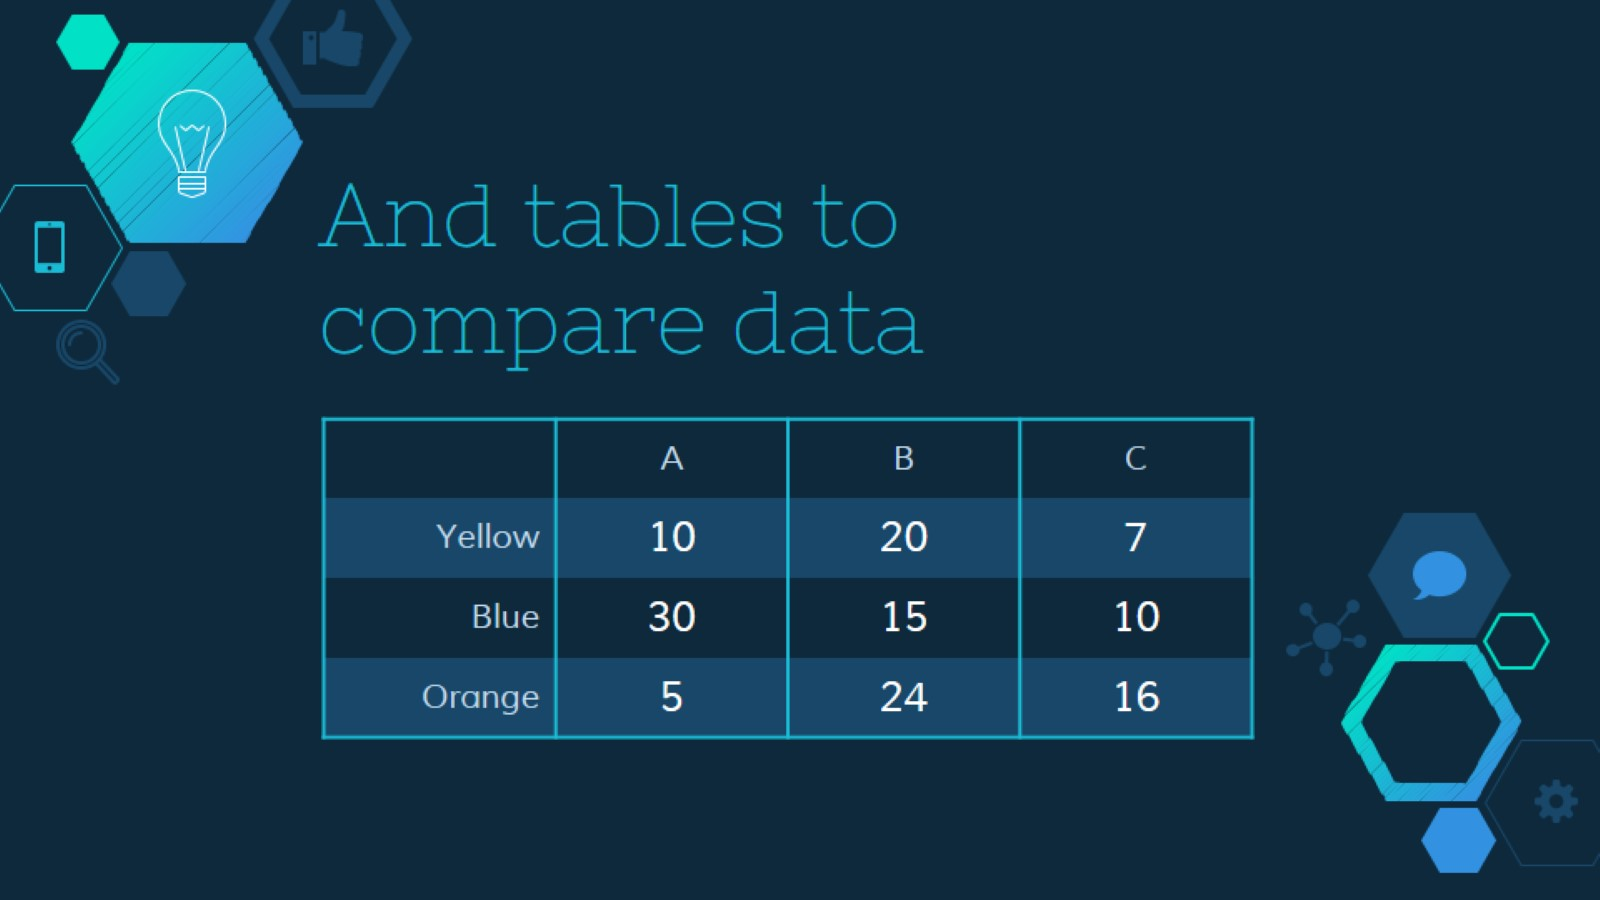 And tables to
compare data
A B C
Yellow 10 20 7
Blue 30 15 10
Orange 5 24 16